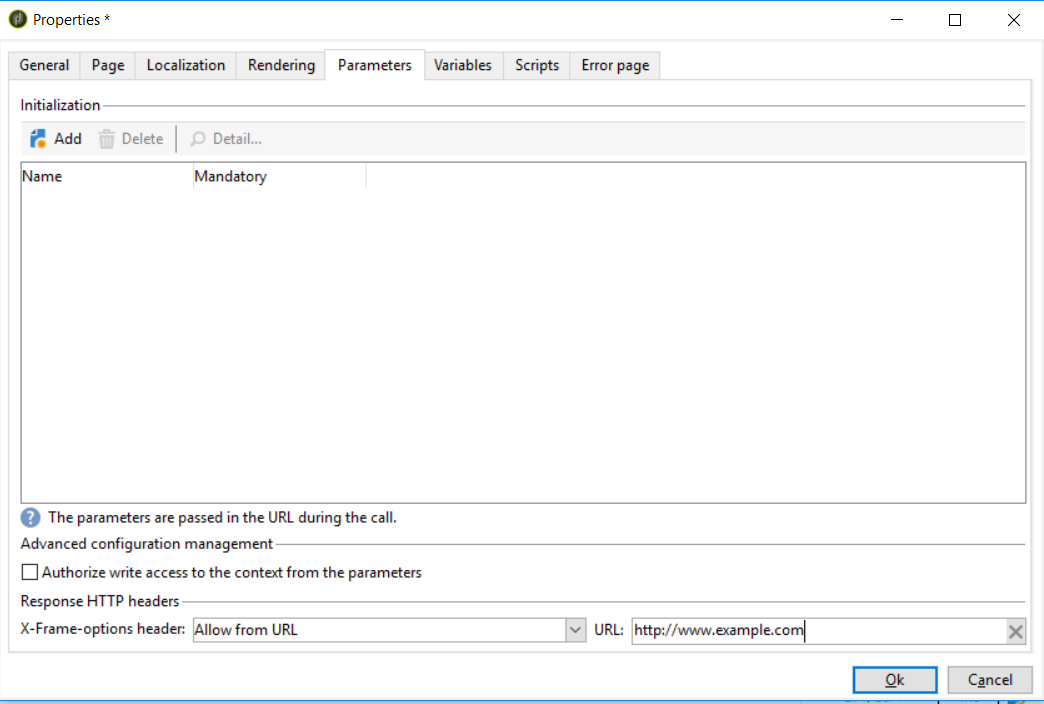 Properties *
General Page Localization Rendering Parameters Variables Scripts Error page
Initialization
Add Delete Detail...
Name Mandatory
? The parameters are passed in the URL during the call.
Advanced configuration management
Authorize write access to the context from the parameters
Response HTTP headers
X-Frame-options header: Allow from URL URL: http://www.example.com
Ok Cancel